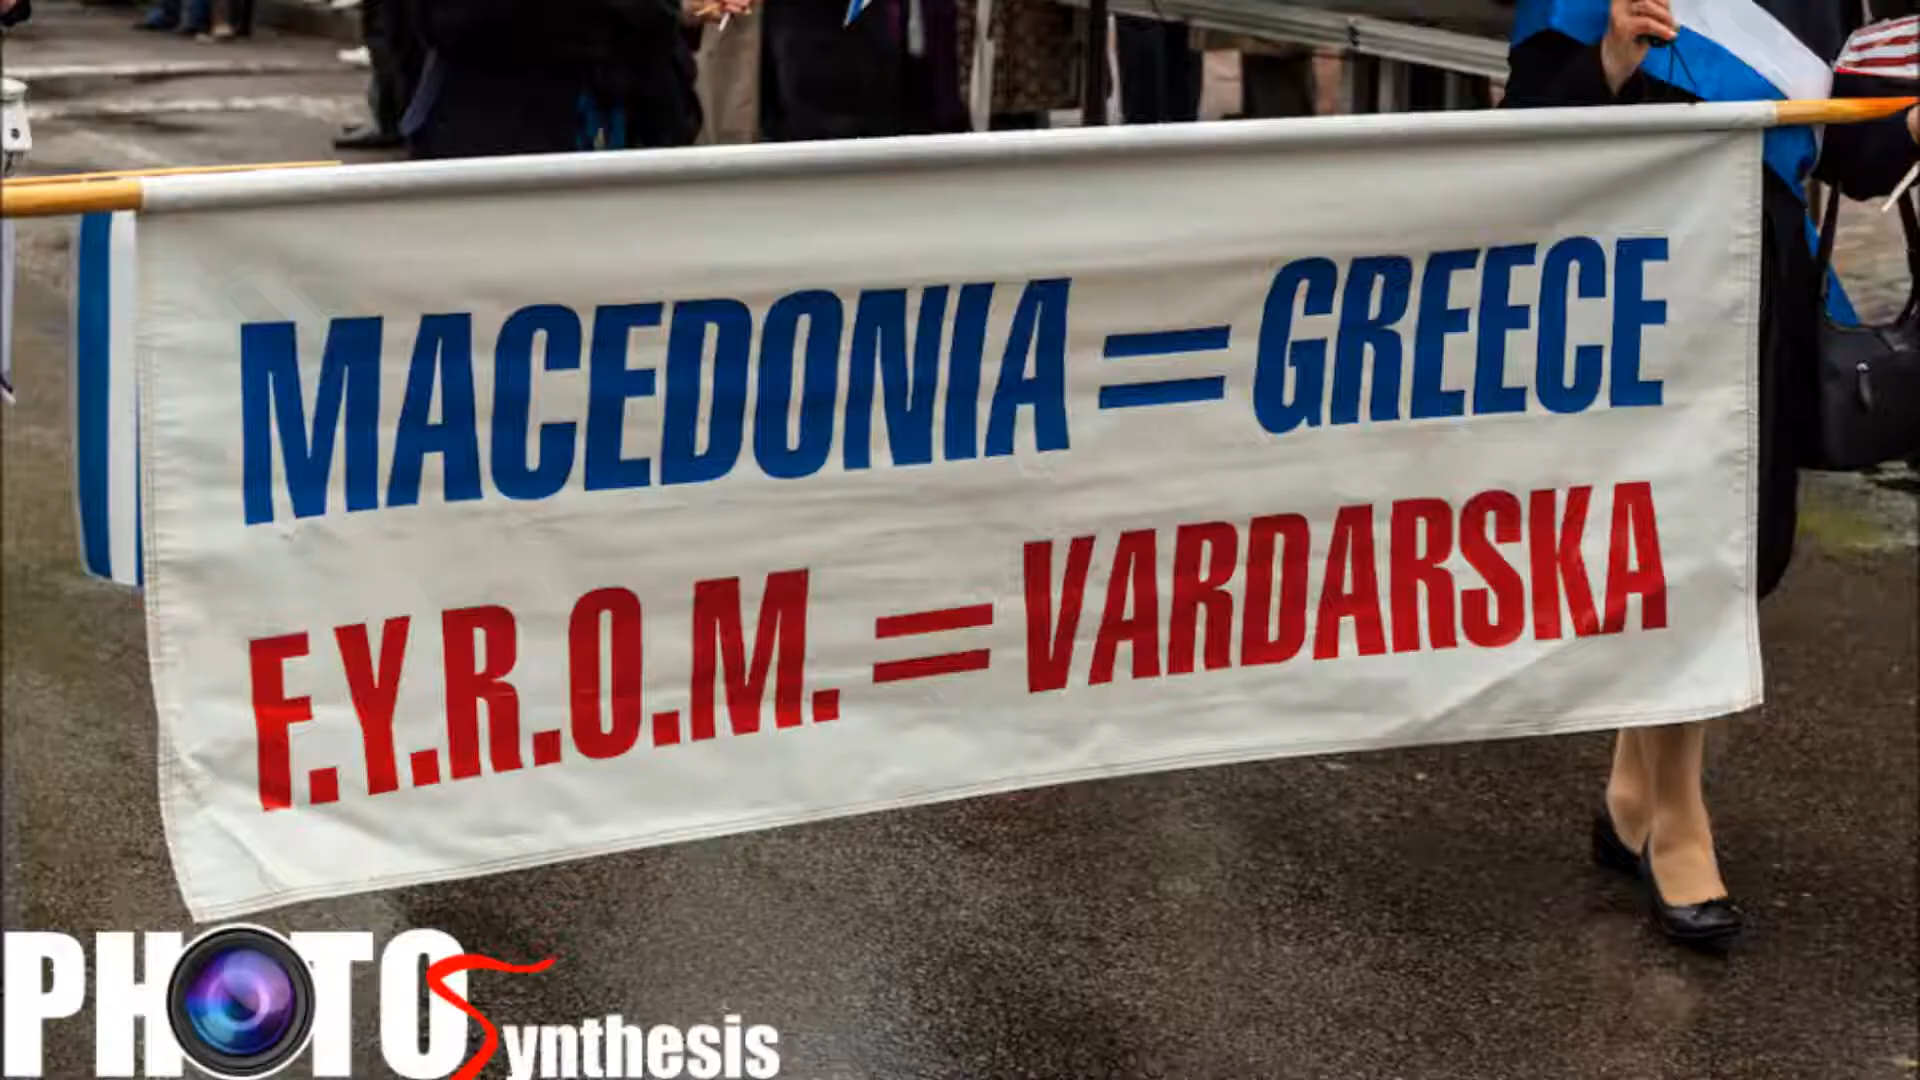 MACEDONIA = GREECE
F.Y.R.O.M. = VARDARSKA
PHOTOSynthesis